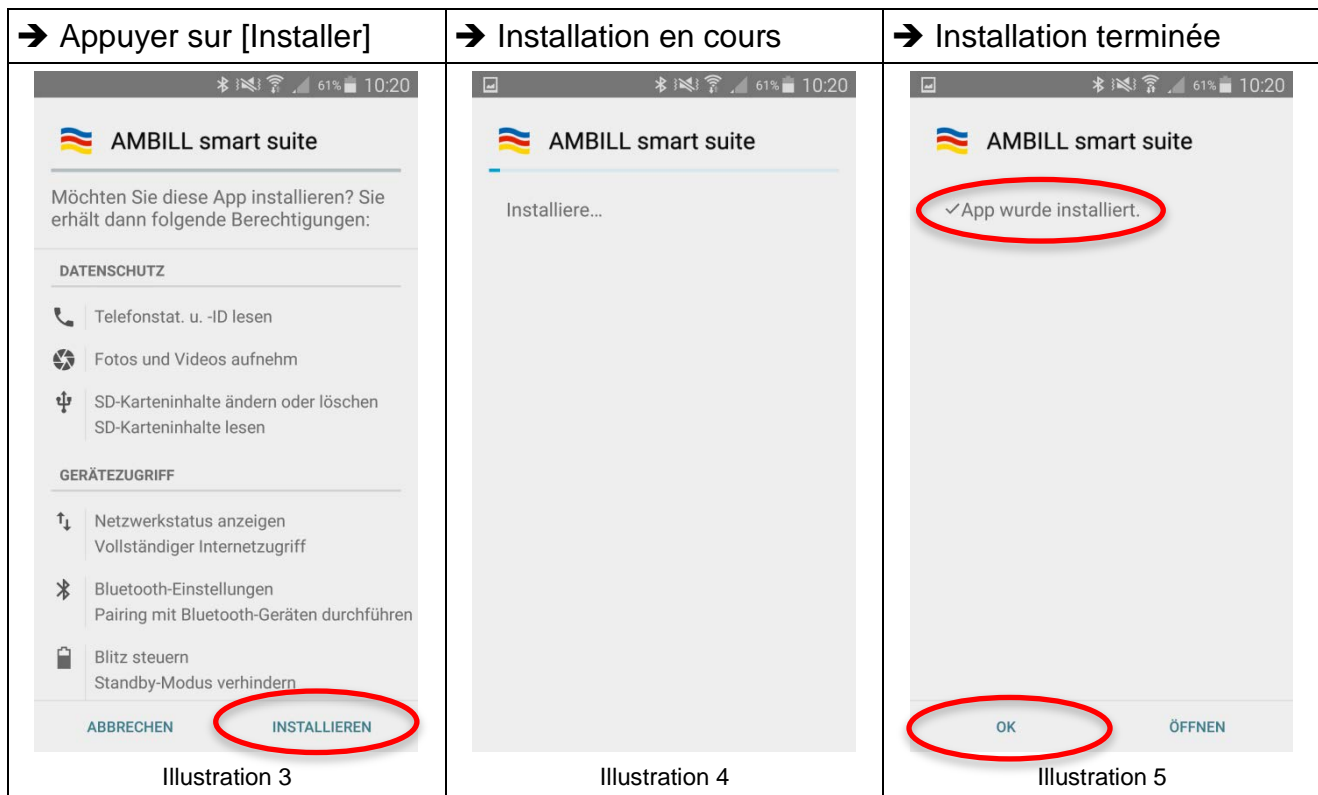 ➔ Appuyer sur [Installer]
61% 10:20
AMBILL smart suite
Möchten Sie diese App installieren? Sie
erhält dann folgende Berechtigungen:
DATENSCHUTZ
Telefonstat. u. -ID lesen
Fotos und Videos aufnehm
SD-Karteninhalte ändern oder löschen
SD-Karteninhalte lesen
GERÄTEZUGRIFF
Netzwerkstatus anzeigen
Vollständiger Internetzugriff
Bluetooth-Einstellungen
Pairing mit Bluetooth-Geräten durchführen
Blitz steuern
Standby-Modus verhindern
ABBRECHEN INSTALLIEREN
Illustration 3
➔ Installation en cours
61% 10:20
AMBILL smart suite
Installiere...
Illustration 4
➔ Installation terminée
61% 10:20
AMBILL smart suite
✓App wurde installiert.
OK ÖFFNEN
Illustration 5